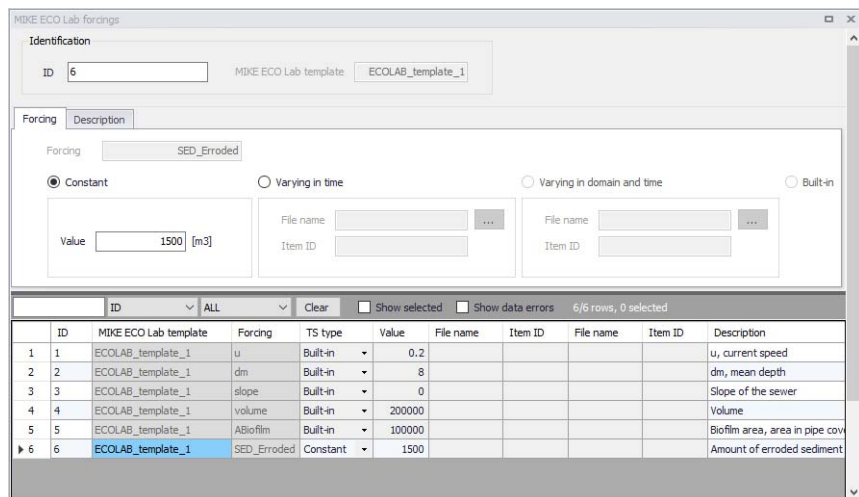 MIKE ECO Lab forcings
Identification
ID 6 MIKE ECO Lab template ECOLAB_template_1
Forcing Description
Forcing SED_Erroded
Constant Varying in time Varying in domain and time Built-in
File name ... File name ...
Value 1500 [m3] Item ID Item ID
ID ALL Clear Show selected Show data errors 6/6 rows, 0 selected
ID MIKE ECO Lab template Forcing TS type Value File name Item ID File name Item ID Description
1 1 ECOLAB_template_1 u Built-in 0.2 u, current speed
2 2 ECOLAB_template_1 dm Built-in 8 dm, mean depth
3 3 ECOLAB_template_1 slope Built-in 0 Slope of the sewer
4 4 ECOLAB_template_1 volume Built-in 200000 Volume
5 5 ECOLAB_template_1 ABiofilm Built-in 100000 Biofilm area, area in pipe cov
6 6 ECOLAB_template_1 SED_Erroded Constant 1500 Amount of erroded sediment